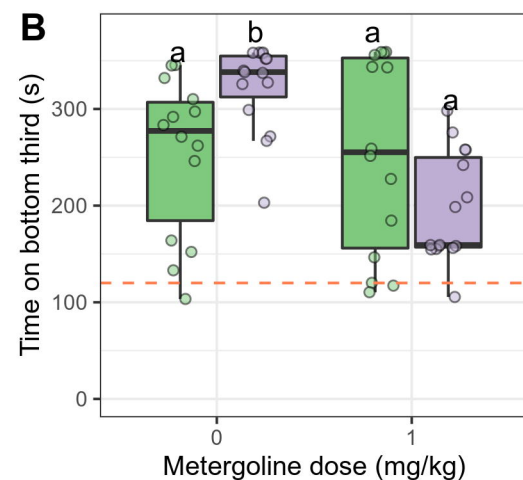 B
a
b
a
a
Time on bottom third (s)
300
200
100
0
0
1
Metergoline dose (mg/kg)